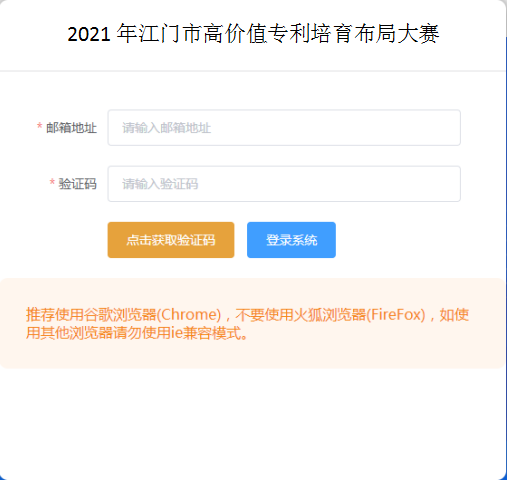 2021 年江门市高价值专利培育布局大赛
* 邮箱地址 请输入邮箱地址
* 验证码 请输入验证码
点击获取验证码 登录系统
推荐使用谷歌浏览器(Chrome)，不要使用火狐浏览器(FireFox)，如使
用其他浏览器请勿使用ie兼容模式。